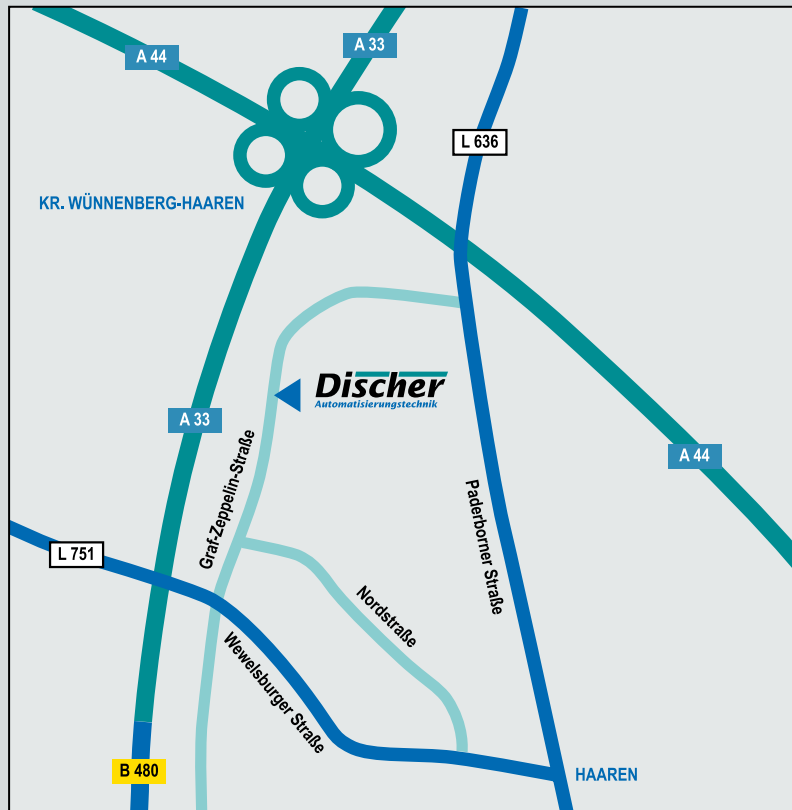 A 33
A 44
L 636
KR. WÜNNENBERG-HAAREN
Discher
Automatisierungstechnik
A 33
Graf-Zeppelin-Straße
A 44
Paderborner Straße
L 751
Nordstraße
Wewelsburger Straße
B 480
HAAREN